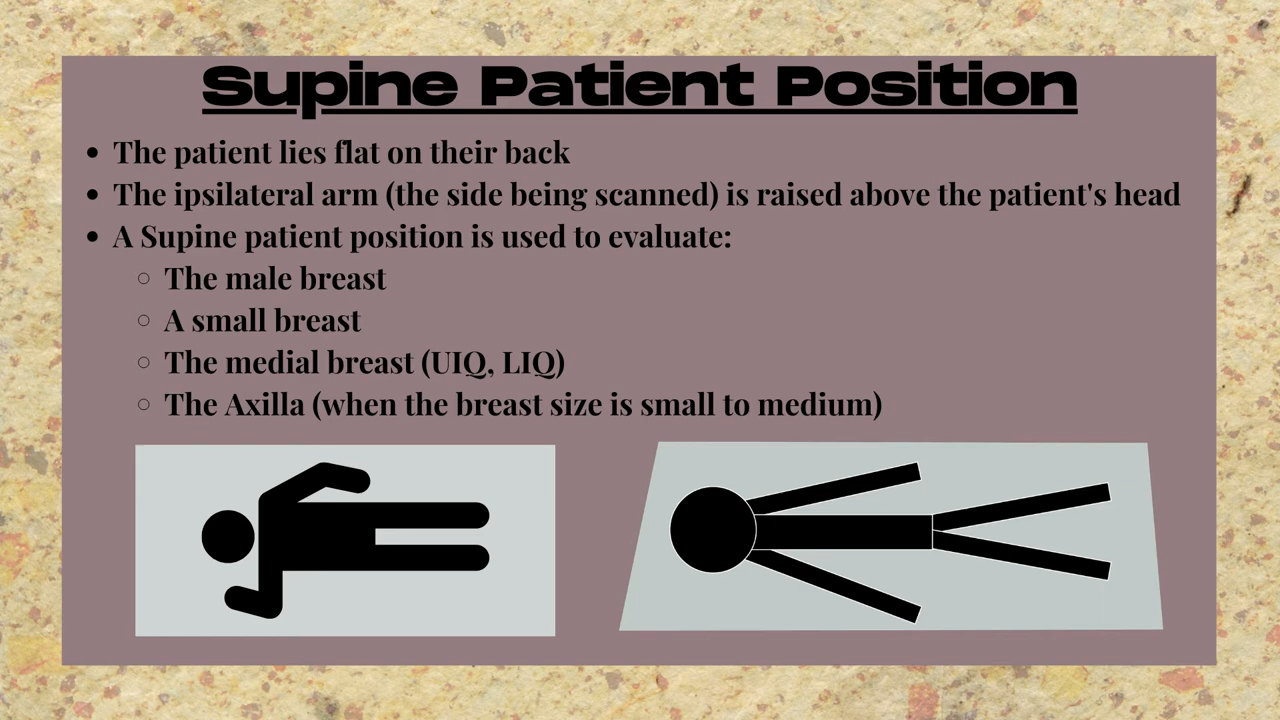 Supine Patient Position
• The patient lies flat on their back
• The ipsilateral arm (the side being scanned) is raised above the patient's head
• A Supine patient position is used to evaluate:
○ The male breast
○ A small breast
○ The medial breast (UIQ, LIQ)
○ The Axilla (when the breast size is small to medium)